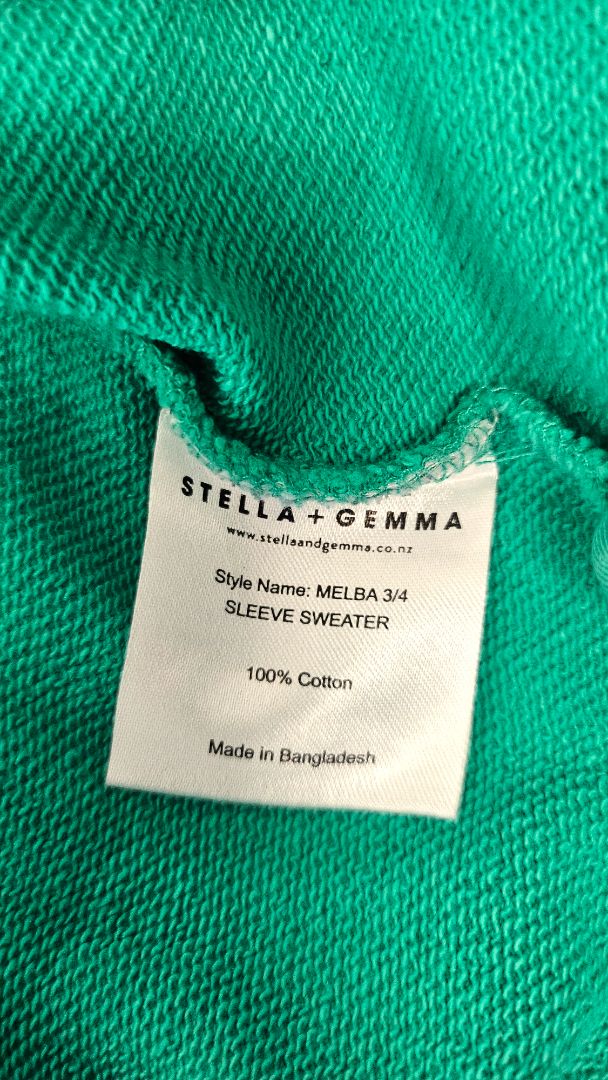 STELLA + GEMMA
www.stellaandgemma.co.nz
Style Name: MELBA 3/4
SLEEVE SWEATER
100% Cotton
Made in Bangladesh